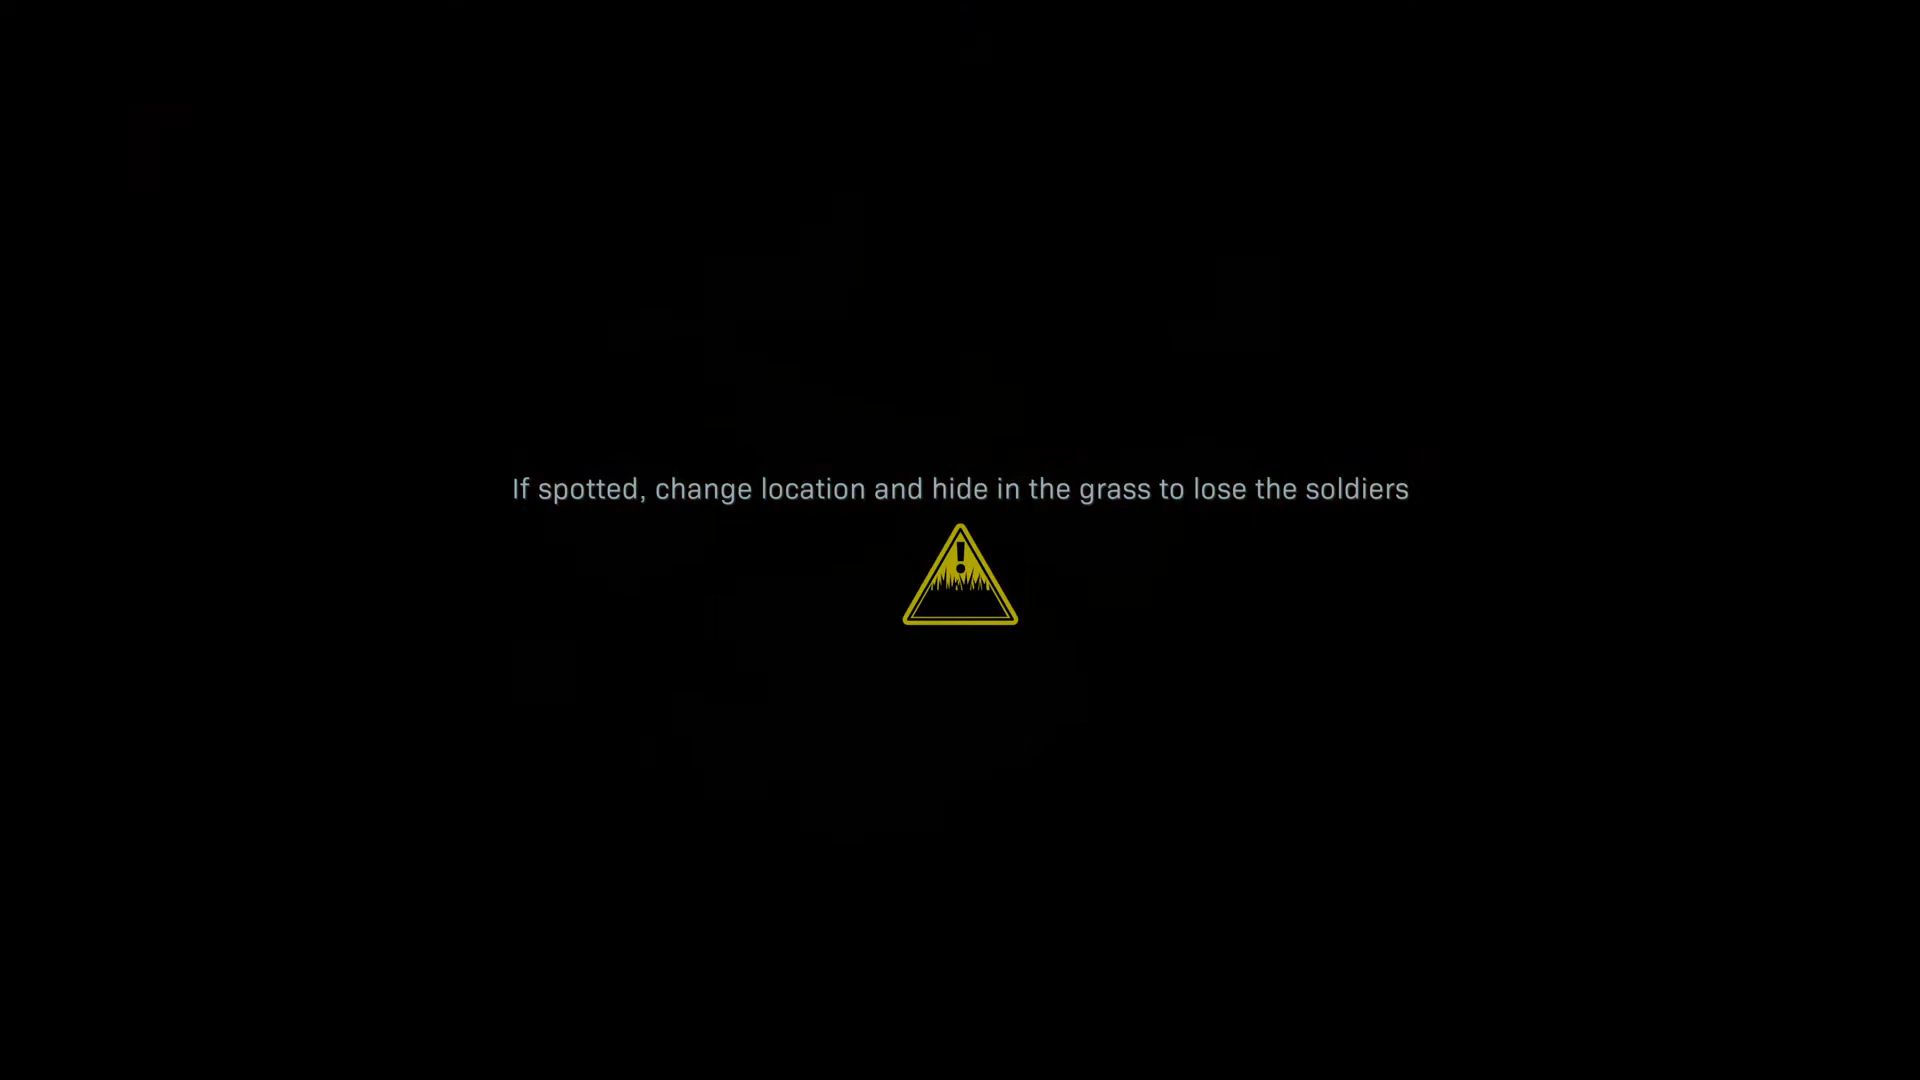 If spotted, change location and hide in the grass to lose the soldiers
!